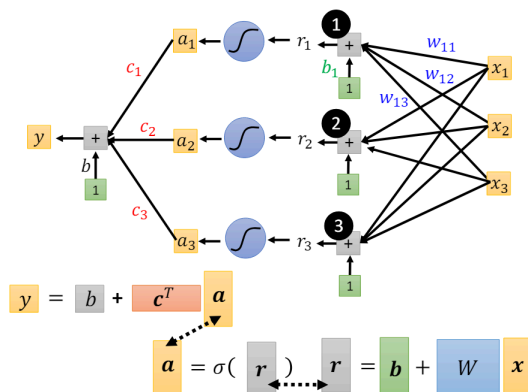 1
w₁₁
c₁ a₁ r₁ + x₁
b₁ w₁₂
1 w₁₃
2
y + c₂ a₂ r₂ + x₂
b
1 1
c₃ x₃
3
a₃ r₃ +
1
y = b + cᵀ a
a = σ( r ) r = b + W x